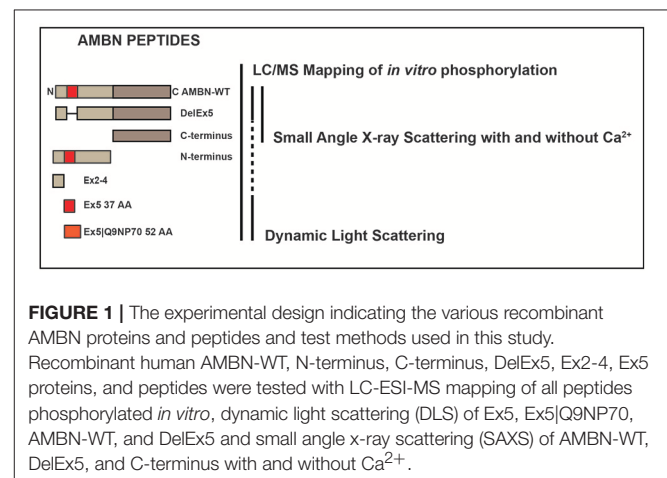 AMBN PEPTIDES
LC/MS Mapping of in vitro phosphorylation
N C AMBN-WT
DelEx5
C-terminus
Small Angle X-ray Scattering with and without Ca²⁺
N-terminus
Ex2-4
Ex5 37 AA
Ex5|Q9NP70 52 AA
Dynamic Light Scattering
FIGURE 1 | The experimental design indicating the various recombinant
AMBN proteins and peptides and test methods used in this study.
Recombinant human AMBN-WT, N-terminus, C-terminus, DelEx5, Ex2-4, Ex5
proteins, and peptides were tested with LC-ESI-MS mapping of all peptides
phosphorylated in vitro, dynamic light scattering (DLS) of Ex5, Ex5|Q9NP70,
AMBN-WT, and DelEx5 and small angle x-ray scattering (SAXS) of AMBN-WT,
DelEx5, and C-terminus with and without Ca²⁺.